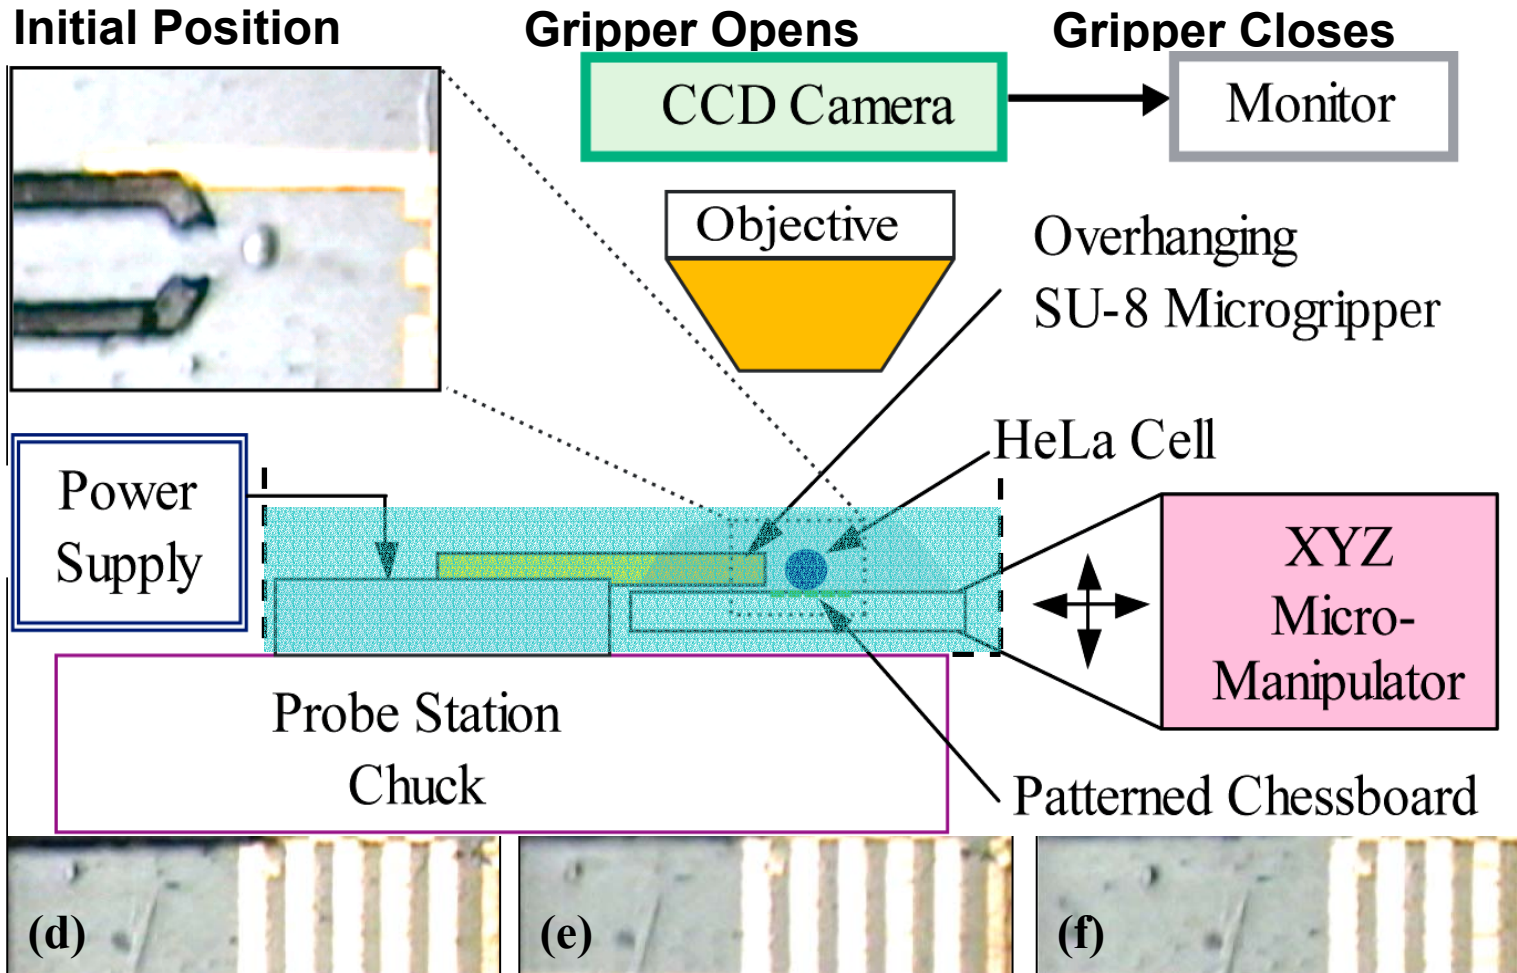 Initial Position
Gripper Opens
Gripper Closes
CCD Camera
Monitor
Objective
Overhanging
SU-8 Microgripper
HeLa Cell
Power
Supply
XYZ
Micro-
Manipulator
Probe Station
Chuck
Patterned Chessboard
(d)
(e)
(f)